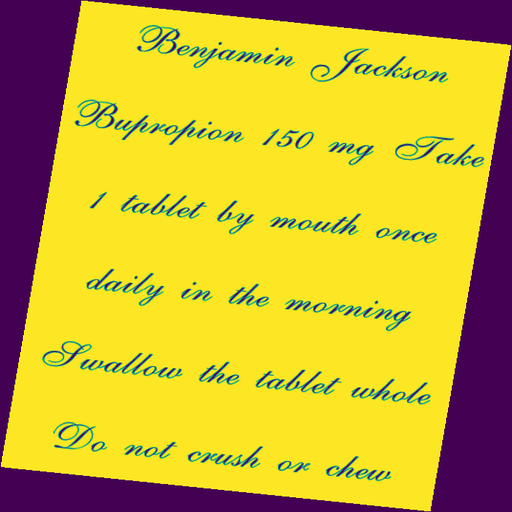 Benjamin Jackson
Bupropion 150 mg Take
1 tablet by mouth once
daily in the morning
Swallow the tablet whole
Do not crush or chew